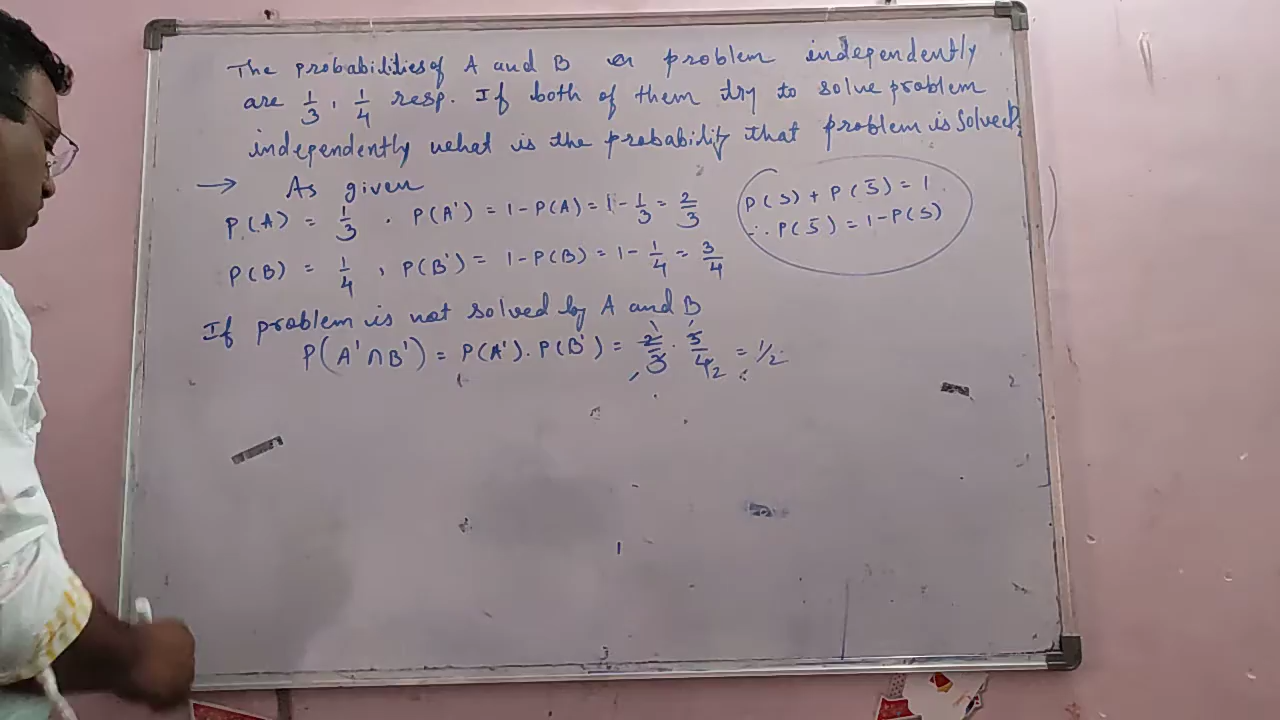 The probabilities of A and B problem independently
are 1/3, 1/4 resp. If both of them try to solve problem
independently what is the probability that problem is solved?
→ As given
P(A) = 1/3 , P(A') = 1 - P(A) = 1 - 1/3 = 2/3
P(B) = 1/4 , P(B') = 1 - P(B) = 1 - 1/4 = 3/4
P(S) + P(S̄) = 1
∴ P(S̄) = 1 - P(S)
If problem is not solved by A and B
P(A' ∩ B') = P(A') . P(B') = 2/3 . 3/4 2 = 1/2